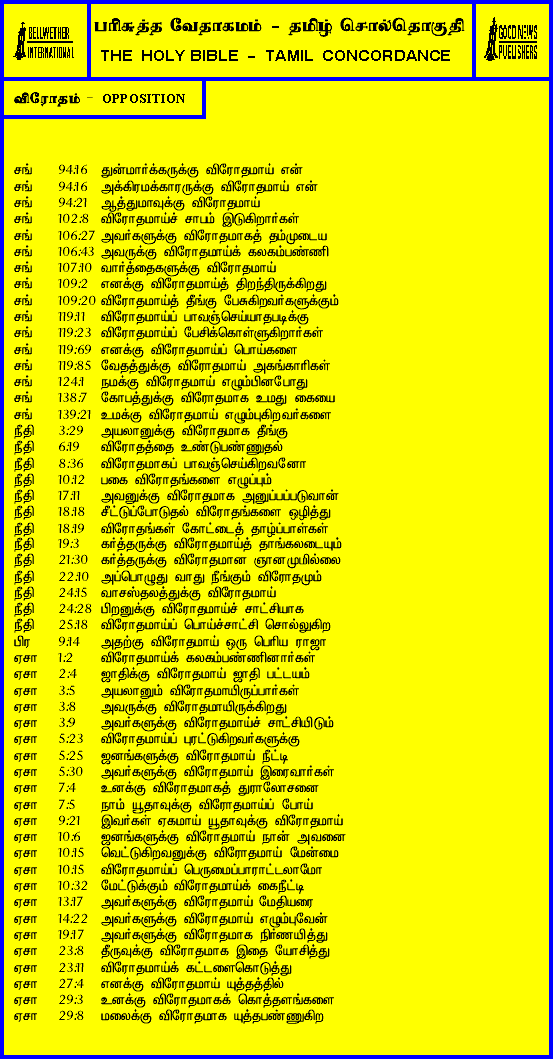 BELLWETHER
INTERNATIONAL
பரிசுத்த வேதாகமம் - தமிழ் சொல்தொகுதி
THE HOLY BIBLE - TAMIL CONCORDANCE
GOOD NEWS
PUBLISHERS
விரோதம் - OPPOSITION
சங் 94:16 துன்மார்க்கருக்கு விரோதமாய் என்
சங் 94:16 அக்கிரமக்காரருக்கு விரோதமாய் என்
சங் 94:21 ஆத்துமாவுக்கு விரோதமாய்
சங் 102:8 விரோதமாய்ச் சாபம் இடுகிறார்கள்
சங் 106:27 அவர்களுக்கு விரோதமாகத் தம்முடைய
சங் 106:43 அவருக்கு விரோதமாய்க் கலகம்பண்ணி
சங் 107:10 வார்த்தைகளுக்கு விரோதமாய்
சங் 109:2 எனக்கு விரோதமாய்த் திறந்திருக்கிறது
சங் 109:20 விரோதமாய்த் தீங்கு பேசுகிறவர்களுக்கும்
சங் 119:11 விரோதமாய்ப் பாவஞ்செய்யாதபடிக்கு
சங் 119:23 விரோதமாய்ப் பேசிக்கொள்ளுகிறார்கள்
சங் 119:69 எனக்கு விரோதமாய்ப் பொய்களை
சங் 119:85 வேதத்துக்கு விரோதமாய் அகங்காரிகள்
சங் 124:1 நமக்கு விரோதமாய் எழும்பினபோது
சங் 138:7 கோபத்துக்கு விரோதமாக உமது கையை
சங் 139:21 உமக்கு விரோதமாய் எழும்புகிறவர்களை
நீதி 3:29 அயலானுக்கு விரோதமாக தீங்கு
நீதி 6:19 விரோதத்தை உண்டுபண்ணுதல்
நீதி 8:36 விரோதமாகப் பாவஞ்செய்கிறவனோ
நீதி 10:12 பகை விரோதங்களை எழுப்பும்
நீதி 17:11 அவனுக்கு விரோதமாக அனுப்பப்படுவான்
நீதி 18:18 சீட்டுப்போடுதல் விரோதங்களை ஒழித்து
நீதி 18:19 விரோதங்கள் கோட்டைத் தாழ்ப்பாள்கள்
நீதி 19:3 கர்த்தருக்கு விரோதமாய்த் தாங்கலடையும்
நீதி 21:30 கர்த்தருக்கு விரோதமான ஞானமுமில்லை
நீதி 22:10 அப்பொழுது வாது நீங்கும் விரோதமும்
நீதி 24:15 வாசஸ்தலத்துக்கு விரோதமாய்
நீதி 24:28 பிறனுக்கு விரோதமாய்ச் சாட்சியாக
நீதி 25:18 விரோதமாய்ப் பொய்ச்சாட்சி சொல்லுகிற
பிர 9:14 அதற்கு விரோதமாய் ஒரு பெரிய ராஜா
ஏசா 1:2 விரோதமாய்க் கலகம்பண்ணினார்கள்
ஏசா 2:4 ஜாதிக்கு விரோதமாய் ஜாதி பட்டயம்
ஏசா 3:5 அயலானும் விரோதமாயிருப்பார்கள்
ஏசா 3:8 அவருக்கு விரோதமாயிருக்கிறது
ஏசா 3:9 அவர்களுக்கு விரோதமாய்ச் சாட்சியிடும்
ஏசா 5:23 விரோதமாய்ப் புரட்டுகிறவர்களுக்கு
ஏசா 5:25 ஜனங்களுக்கு விரோதமாய் நீட்டி
ஏசா 5:30 அவர்களுக்கு விரோதமாய் இரைவார்கள்
ஏசா 7:4 உனக்கு விரோதமாகத் துராலோசனை
ஏசா 7:5 நாம் யூதாவுக்கு விரோதமாய்ப் போய்
ஏசா 9:21 இவர்கள் ஏகமாய் யூதாவுக்கு விரோதமாய்
ஏசா 10:6 ஜனங்களுக்கு விரோதமாய் நான் அவனை
ஏசா 10:15 வெட்டுகிறவனுக்கு விரோதமாய் மேன்மை
ஏசா 10:15 விரோதமாய்ப் பெருமைப்பாராட்டலாமோ
ஏசா 10:32 மேட்டுக்கும் விரோதமாய்க் கைநீட்டி
ஏசா 13:17 அவர்களுக்கு விரோதமாய் மேதியரை
ஏசா 14:22 அவர்களுக்கு விரோதமாய் எழும்புவேன்
ஏசா 19:17 அவர்களுக்கு விரோதமாக நிர்ணயித்து
ஏசா 23:8 தீருவுக்கு விரோதமாக இதை யோசித்து
ஏசா 23:11 விரோதமாய்க் கட்டளைகொடுத்து
ஏசா 27:4 எனக்கு விரோதமாய் யுத்தத்தில்
ஏசா 29:3 உனக்கு விரோதமாகக் கொத்தளங்களை
ஏசா 29:8 மலைக்கு விரோதமாக யுத்தபண்ணுகிற